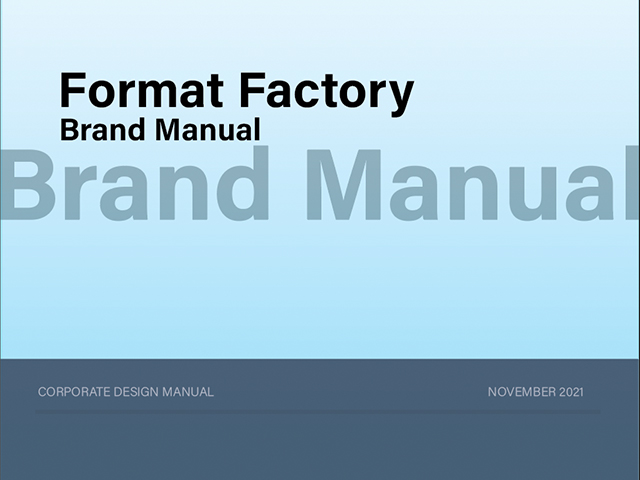 Format Factory
Brand Manual
Brand Manual
CORPORATE DESIGN MANUAL
NOVEMBER 2021